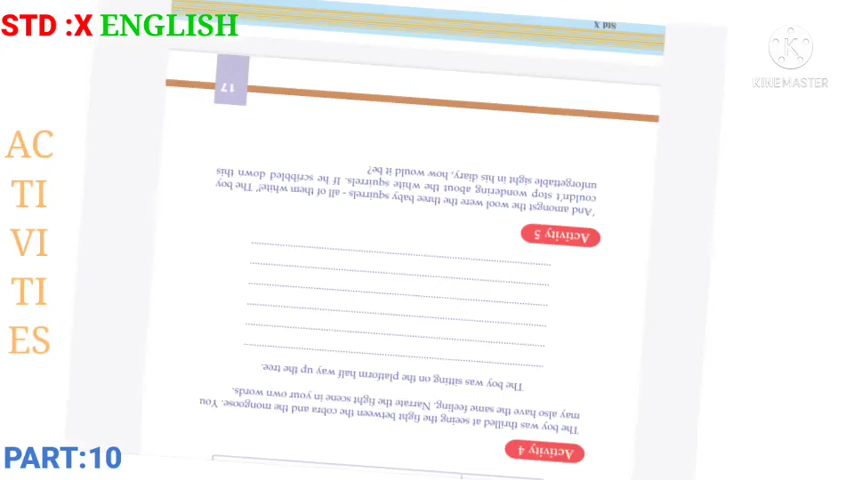 STD :X ENGLISH
KINEMASTER
AC
TI
VI
TI
ES
PART:10
Activity 4
The boy was thrilled at seeing the fight between the cobra and the mongoose. You
may also have the same feeling. Narrate the fight scene in your own words.
The boy was sitting on the platform half way up the tree.
Activity 5
'And amongst the wool were the three baby squirrels - all of them white!' The boy
couldn't stop wondering about the white squirrels. If he scribbled down this
unforgettable sight in his diary, how would it be?
17
Std X